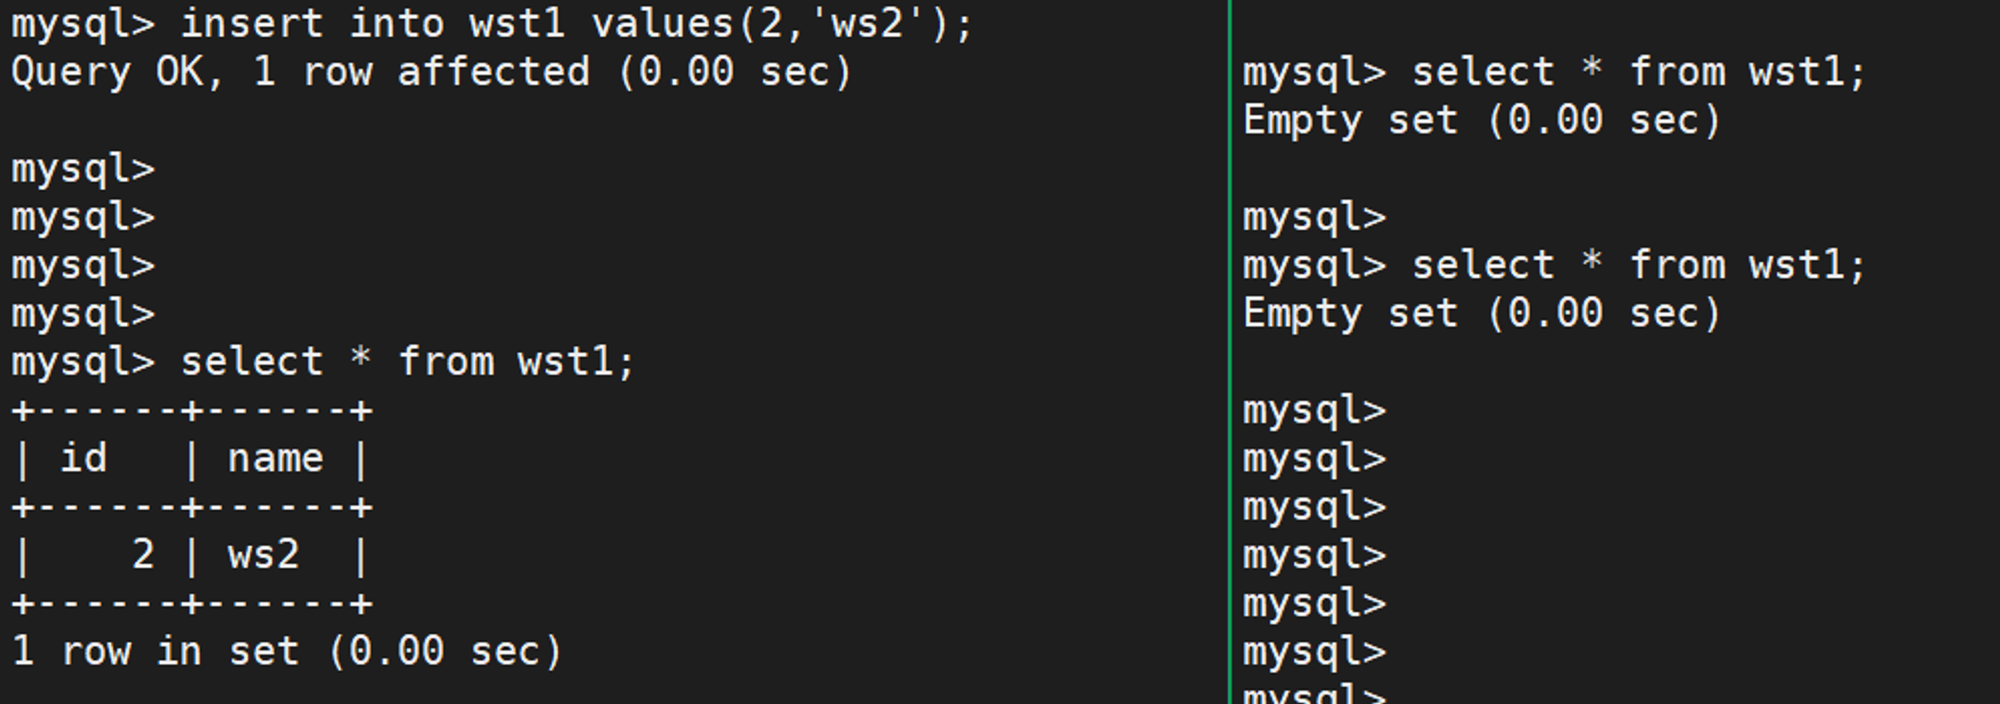 mysql> insert into wst1 values(2,'ws2');
Query OK, 1 row affected (0.00 sec)
mysql>
mysql>
mysql>
mysql>
mysql> select * from wst1;
+------+------+
| id   | name |
+------+------+
|    2 | ws2  |
+------+------+
1 row in set (0.00 sec)
mysql> select * from wst1;
Empty set (0.00 sec)
mysql>
mysql> select * from wst1;
Empty set (0.00 sec)
mysql>
mysql>
mysql>
mysql>
mysql>
mysql>
mysql>